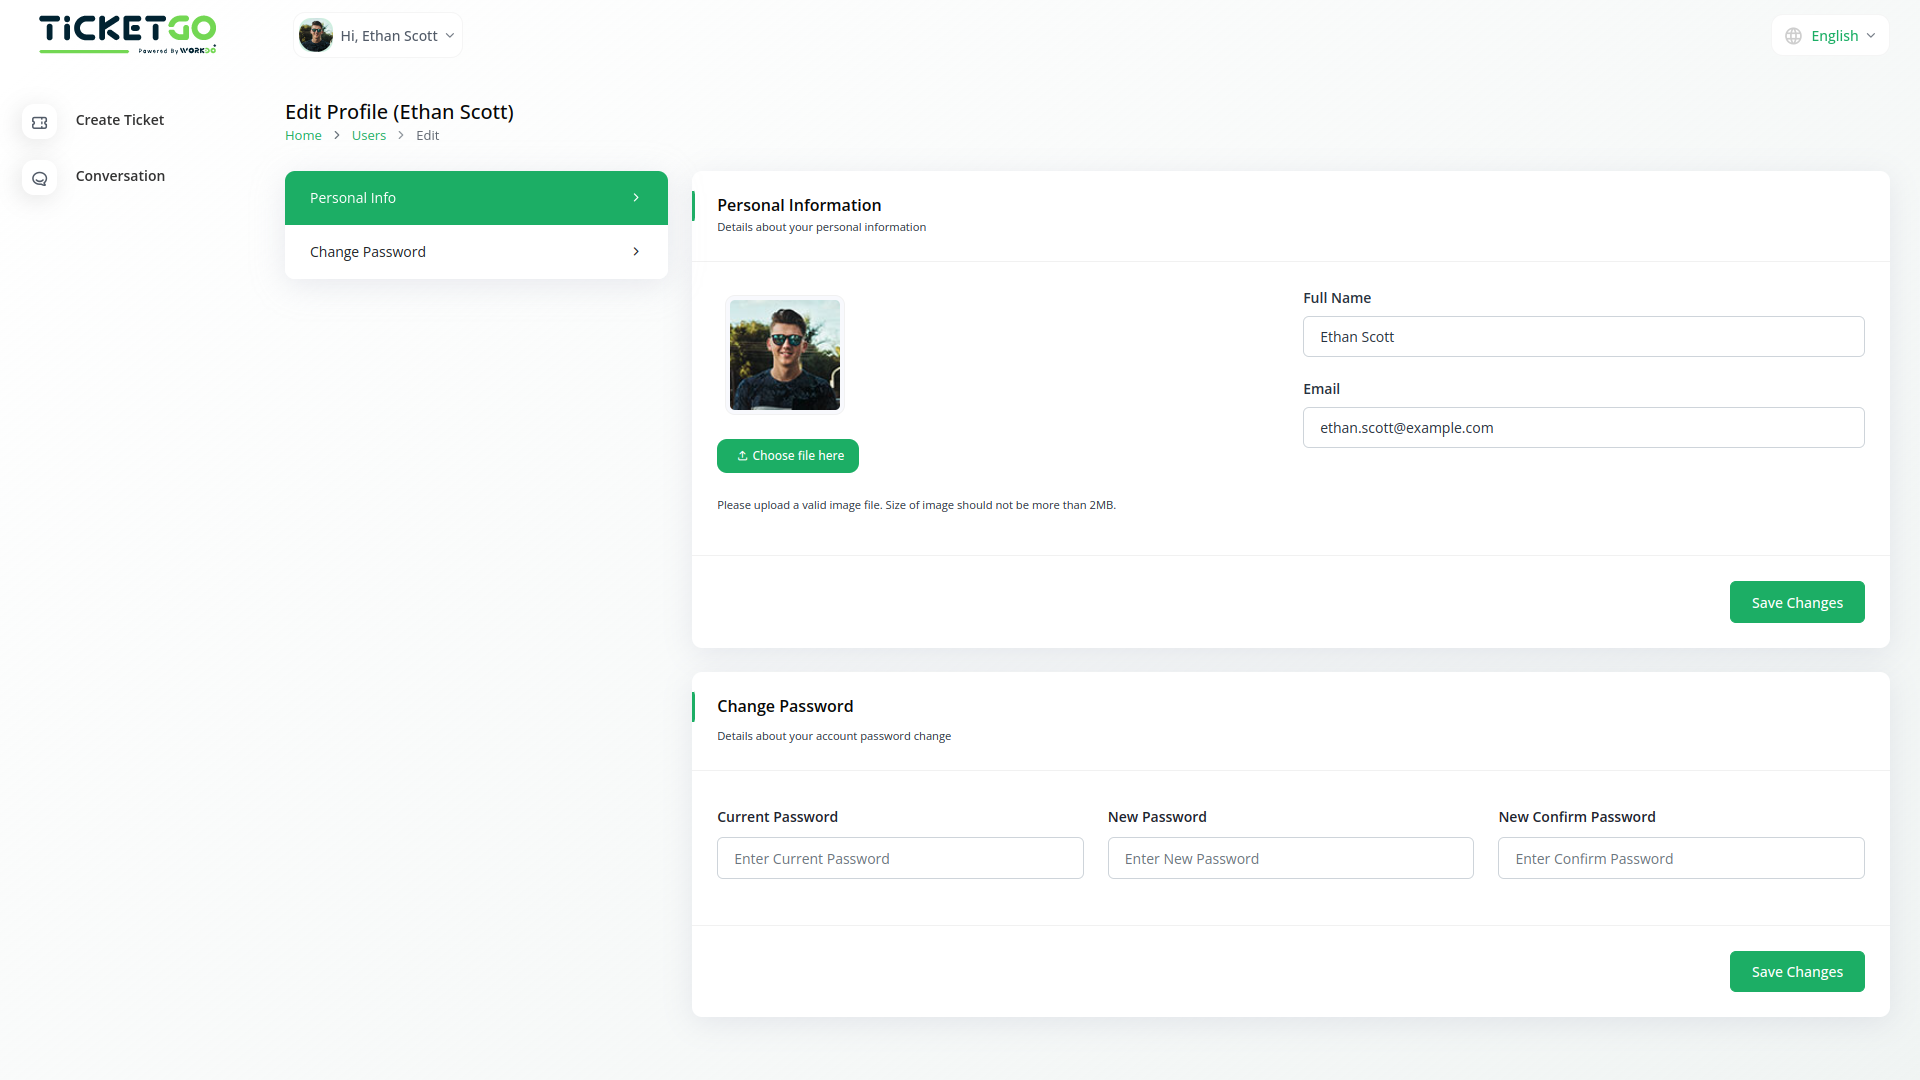 TiCKETGO
Powered By WORKDO
Hi, Ethan Scott
English
Create Ticket
Conversation
Edit Profile (Ethan Scott)
Home > Users > Edit
Personal Info
Change Password
Personal Information
Details about your personal information
Choose file here
Please upload a valid image file. Size of image should not be more than 2MB.
Full Name
Ethan Scott
Email
ethan.scott@example.com
Save Changes
Change Password
Details about your account password change
Current Password
Enter Current Password
New Password
Enter New Password
New Confirm Password
Enter Confirm Password
Save Changes